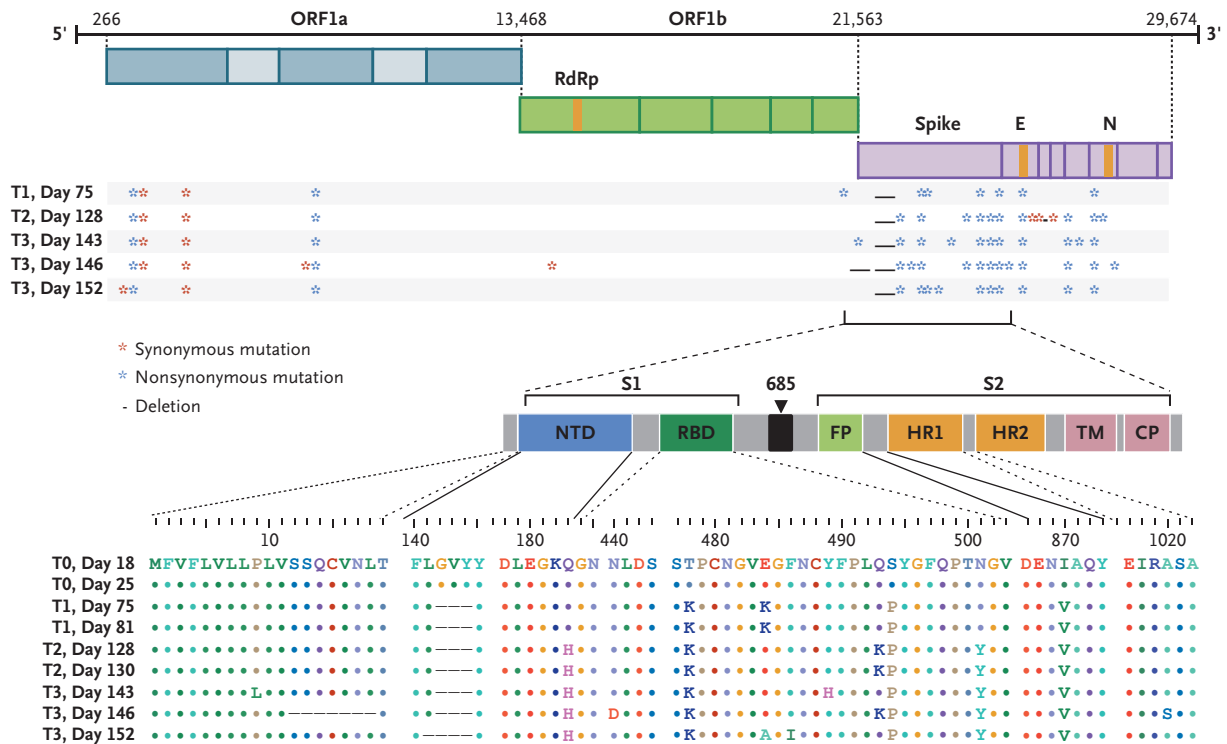 266 ORF1a 13,468 ORF1b 21,563 29,674
5' 3'
RdRp
Spike E N
T1, Day 75
T2, Day 128
T3, Day 143
T3, Day 146
T3, Day 152
* Synonymous mutation
* Nonsynonymous mutation
- Deletion
S1 685 S2
NTD RBD FP HR1 HR2 TM CP
10 140 180 440 480 490 500 870 1020
T0, Day 18 MFVFLVLLPLVSSQCVNLT FLGVYY DLEGKQGN NLDS STPCNGVEGFNCYFPLQSYGFQPTNGV DENIAQY EIRASA
T0, Day 25
T1, Day 75 --- K K P V
T1, Day 81 --- K K P V
T2, Day 128 --- H K KP Y V
T2, Day 130 --- H K KP Y V
T3, Day 143 L --- H K H P Y V
T3, Day 146 ------- --- D K KP V S
T3, Day 152 ---- H K A I P Y V